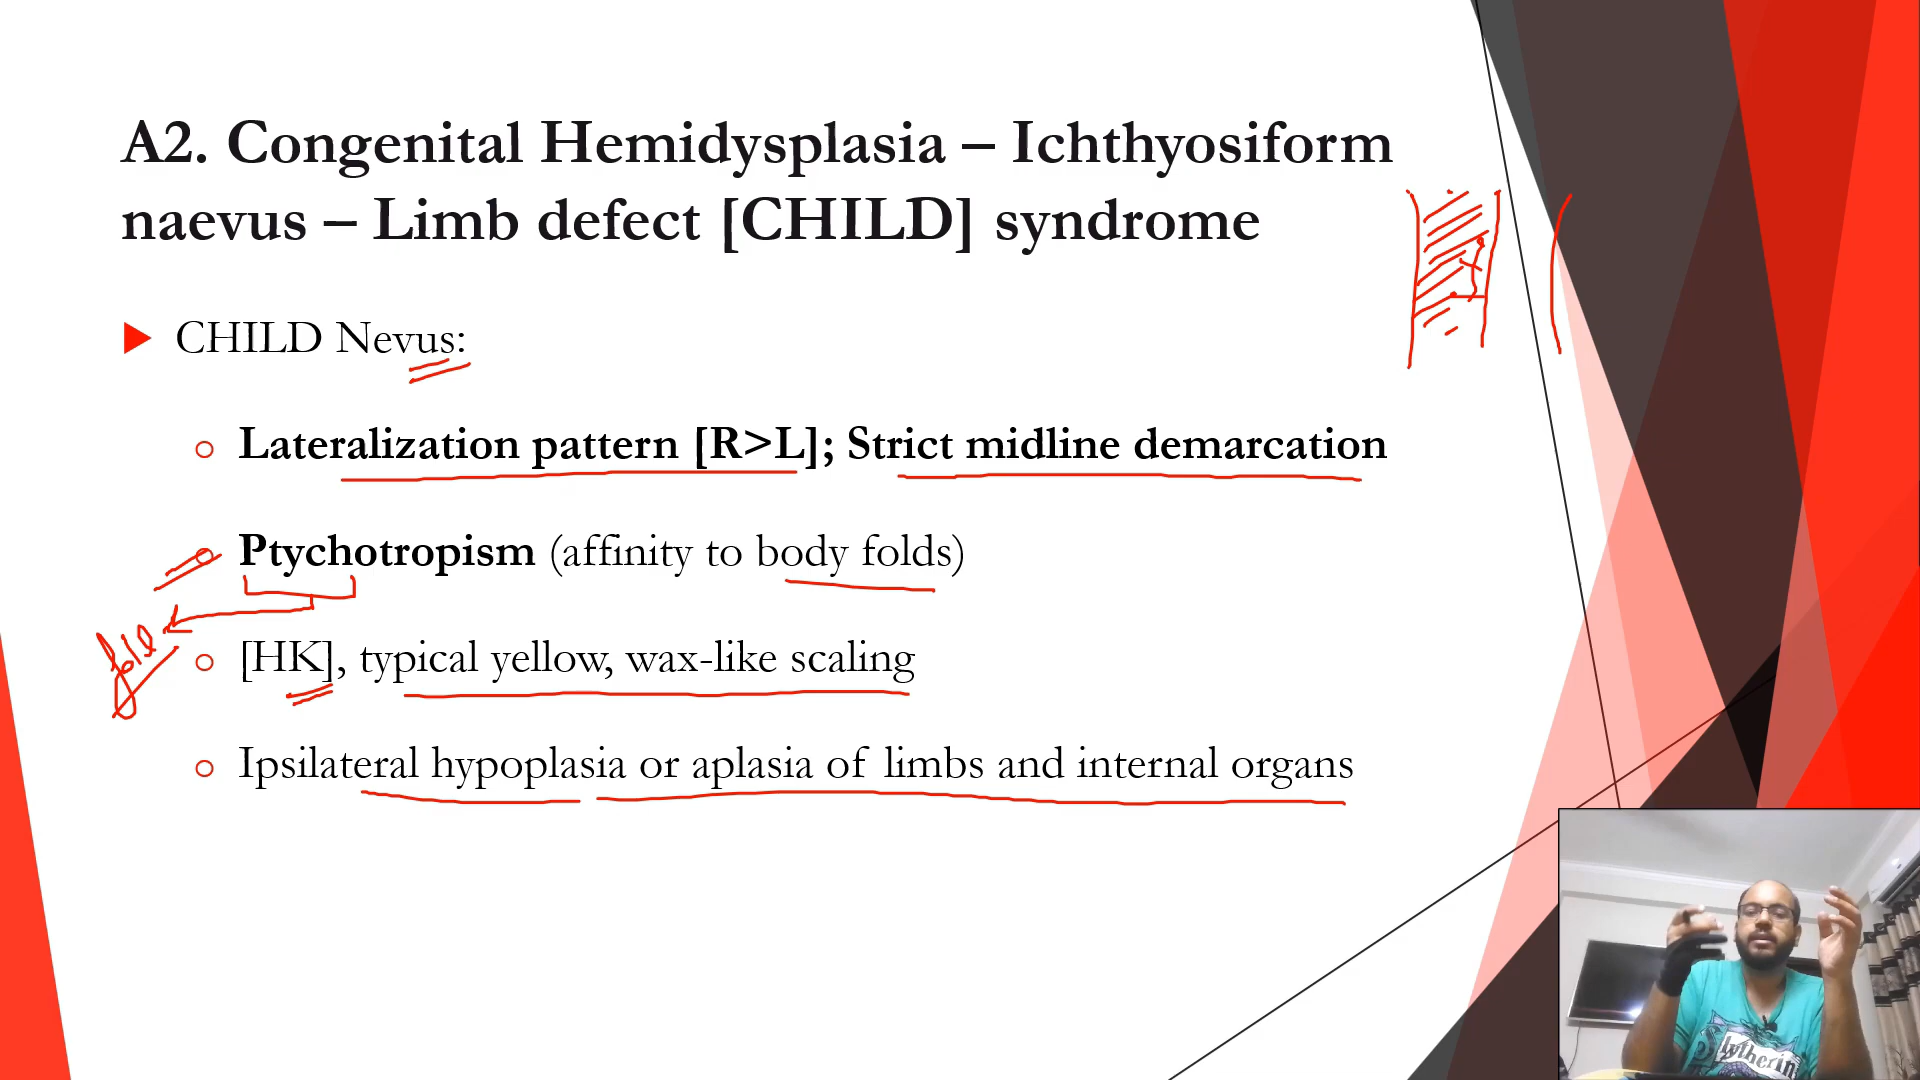 A2. Congenital Hemidysplasia – Ichthyosiform
naevus – Limb defect [CHILD] syndrome
CHILD Nevus:
Lateralization pattern [R>L]; Strict midline demarcation
Ptychotropism (affinity to body folds)
fold
[HK], typical yellow, wax-like scaling
Ipsilateral hypoplasia or aplasia of limbs and internal organs
Slytherin